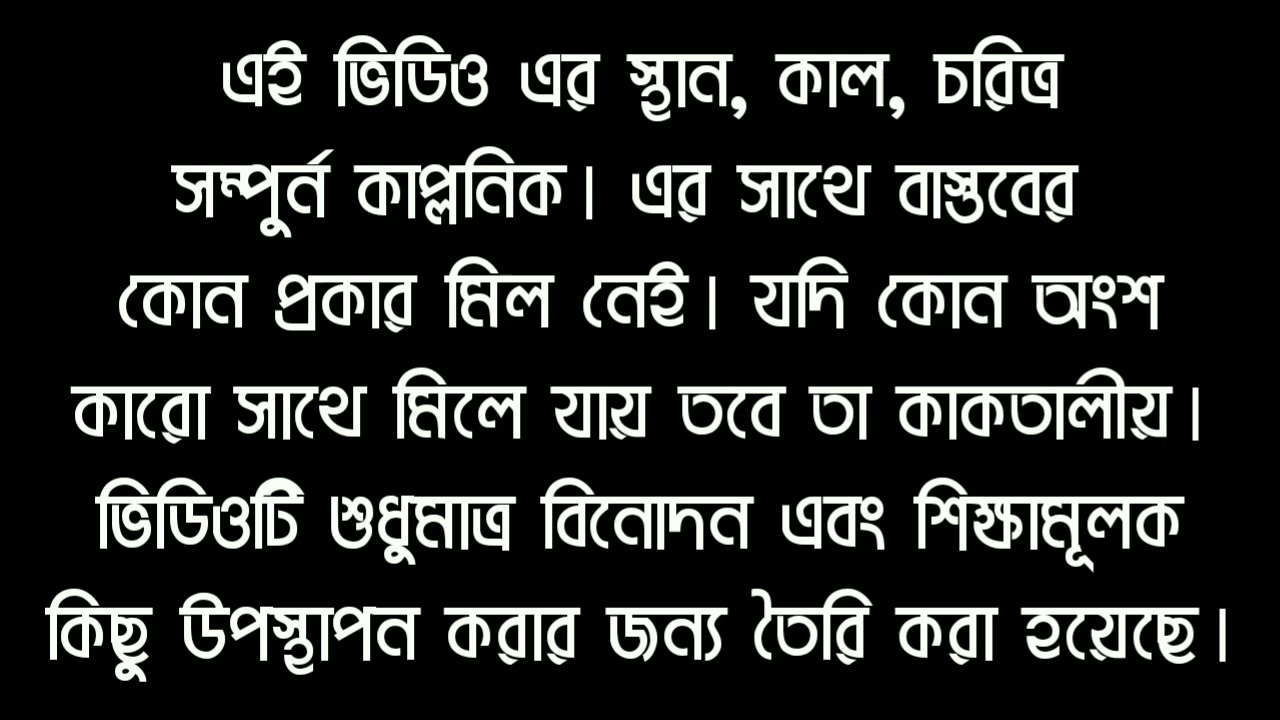 এই ভিডিও এর স্থান, কাল, চরিত্র
সম্পুর্ন কাপ্লনিক। এর সাথে বাস্তবের
কোন প্রকার মিল নেই। যদি কোন অংশ
কারো সাথে মিলে যায় তবে তা কাকতালীয়।
ভিডিওটি শুধুমাত্র বিনোদন এবং শিক্ষামূলক
কিছু উপস্থাপন করার জন্য তৈরি করা হয়েছে।